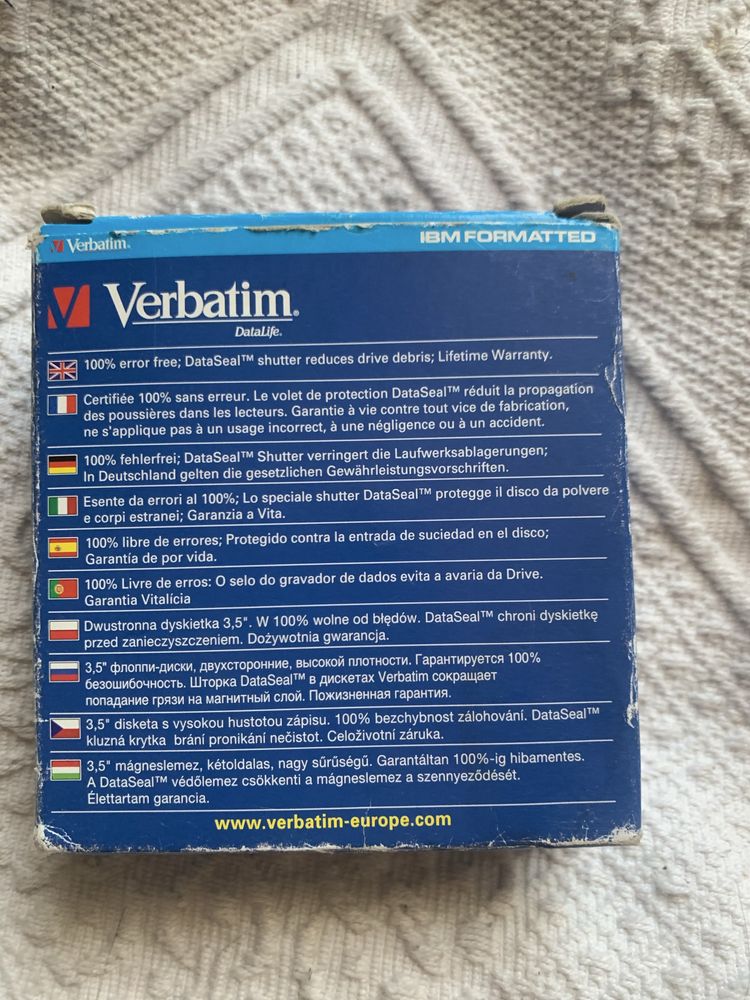 Verbatim.
IBM FORMATTED
Verbatim.
DataLife.
100% error free; DataSeal™ shutter reduces drive debris; Lifetime Warranty.
Certifiée 100% sans erreur. Le volet de protection DataSeal™ réduit la propagation
des poussières dans les lecteurs. Garantie à vie contre tout vice de fabrication,
ne s'applique pas à un usage incorrect, à une négligence ou à un accident.
100% fehlerfrei; DataSeal™ Shutter verringert die Laufwerksablagerungen;
In Deutschland gelten die gesetzlichen Gewährleistungsvorschriften.
Esente da errori al 100%; Lo speciale shutter DataSeal™ protegge il disco da polvere
e corpi estranei; Garanzia a Vita.
100% libre de errores; Protegido contra la entrada de suciedad en el disco;
Garantía de por vida.
100% Livre de erros: O selo do gravador de dados evita a avaria da Drive.
Garantia Vitalícia
Dwustronna dyskietka 3,5". W 100% wolne od błędów. DataSeal™ chroni dyskietkę
przed zanieczyszczeniem. Dożywotnia gwarancja.
3,5" флоппи-диски, двухсторонние, высокой плотности. Гарантируется 100%
безошибочность. Шторка DataSeal™ в дискетах Verbatim сокращает
попадание грязи на магнитный слой. Пожизненная гарантия.
3,5" disketa s vysokou hustotou zápisu. 100% bezchybnost zálohování. DataSeal™
kluzná krytka brání pronikání nečistot. Celoživotní záruka.
3,5" mágneslemez, kétoldalas, nagy sűrűségű. Garantáltan 100%-ig hibamentes.
A DataSeal™ védőlemez csökkenti a mágneslemez a szennyeződését.
Élettartam garancia.
www.verbatim-europe.com